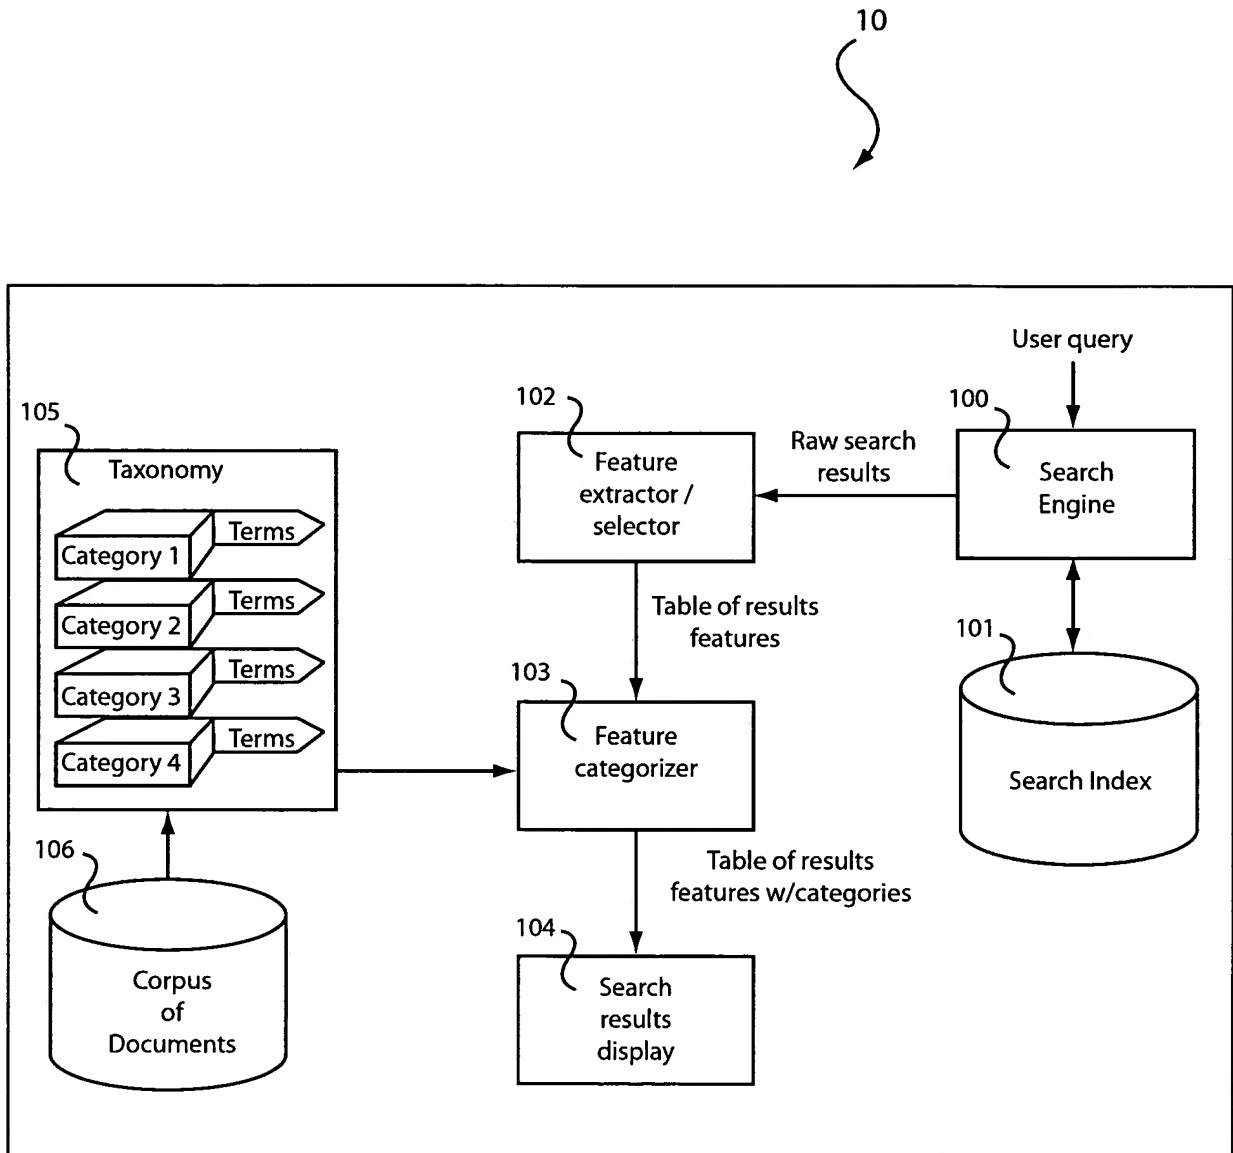 10
User query
100
Search
Engine
Raw search
results
102
Feature
extractor /
selector
105
Taxonomy
Category 1
Terms
Category 2
Terms
Category 3
Terms
Category 4
Terms
Table of results
features
101
Search Index
103
Feature
categorizer
106
Corpus
of
Documents
Table of results
features w/categories
104
Search
results
display